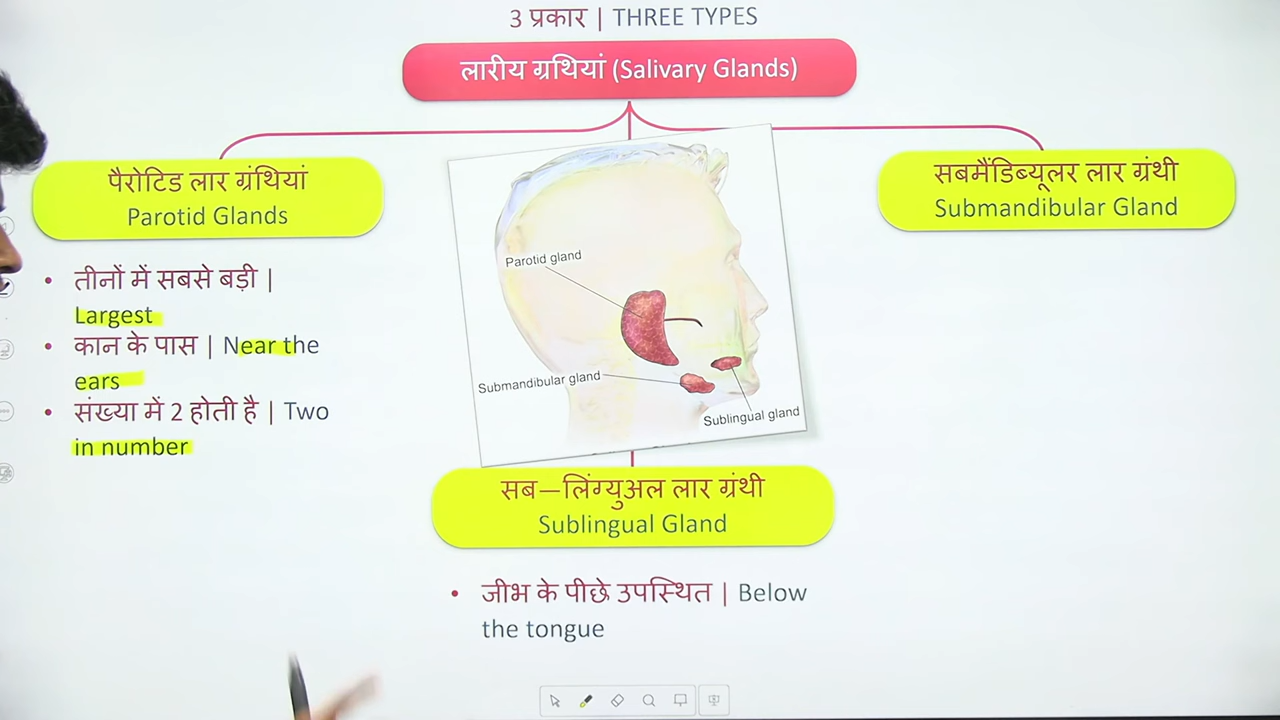 3 प्रकार | THREE TYPES
लारीय ग्रथियां (Salivary Glands)
पैरोटिड लार ग्रंथियां
Parotid Glands
• तीनों में सबसे बड़ी |
Largest
• कान के पास | Near the
ears
• संख्या में 2 होती है | Two
in number
Parotid gland
Submandibular gland
Sublingual gland
सबमैंडिब्यूलर लार ग्रंथी
Submandibular Gland
सब–लिंग्युअल लार ग्रंथी
Sublingual Gland
• जीभ के पीछे उपस्थित | Below
the tongue